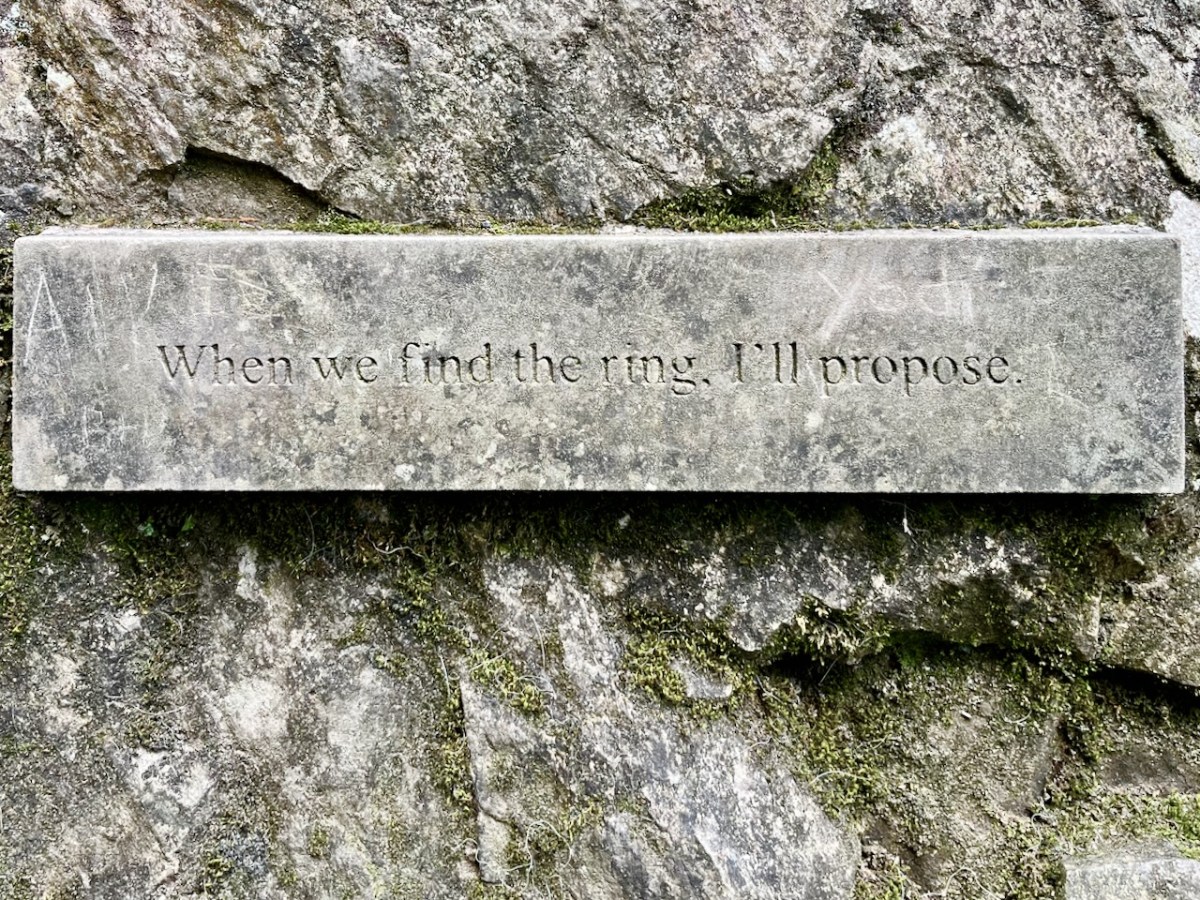 When we find the ring, I'll propose.